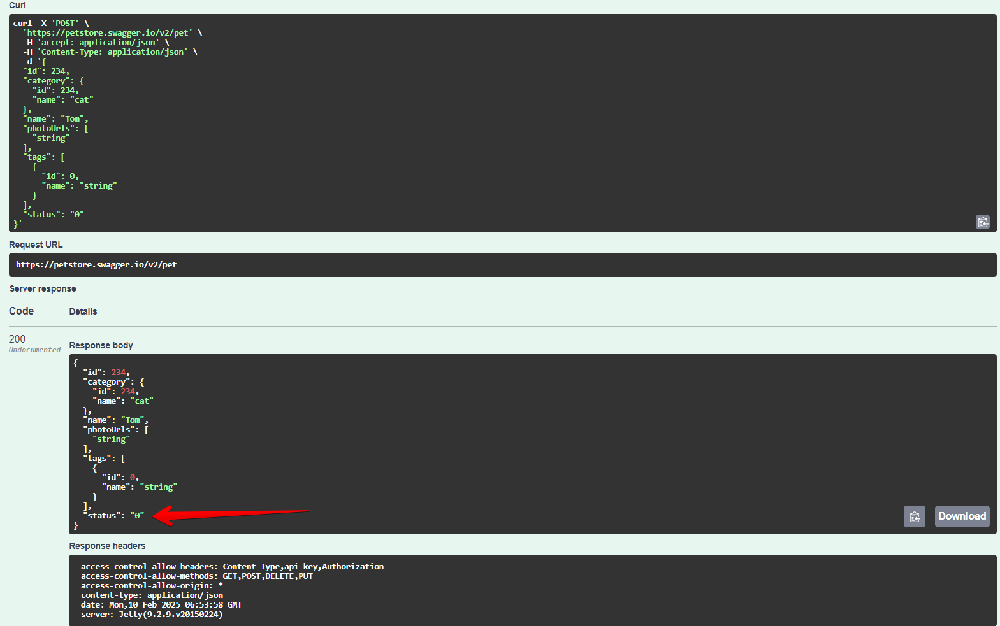 Curl
curl -X 'POST' \
  'https://petstore.swagger.io/v2/pet' \
  -H 'accept: application/json' \
  -H 'Content-Type: application/json' \
  -d '{
  "id": 234,
  "category": {
    "id": 234,
    "name": "cat"
  },
  "name": "Tom",
  "photoUrls": [
    "string"
  ],
  "tags": [
    {
      "id": 0,
      "name": "string"
    }
  ],
  "status": "0"
}'
Request URL
https://petstore.swagger.io/v2/pet
Server response
Code Details
200
Undocumented
Response body
{
  "id": 234,
  "category": {
    "id": 234,
    "name": "cat"
  },
  "name": "Tom",
  "photoUrls": [
    "string"
  ],
  "tags": [
    {
      "id": 0,
      "name": "string"
    }
  ],
  "status": "0"
}
Download
Response headers
access-control-allow-headers: Content-Type,api_key,Authorization
access-control-allow-methods: GET,POST,DELETE,PUT
access-control-allow-origin: *
content-type: application/json
date: Mon,10 Feb 2025 06:53:58 GMT
server: Jetty(9.2.9.v20150224)